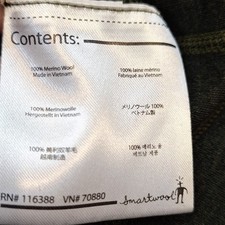 Contents:
100% Merino Wool
Made in Vietnam
100% laine mérinos
Fabriqué au Vietnam
100% Merinowolle
Hergestellt in Vietnam
メリノウール 100%
ベトナム製
100% 美利奴羊毛
越南制造
100% 메리노 울
베트남 제품
RN# 116388 VN# 70880
smartwool